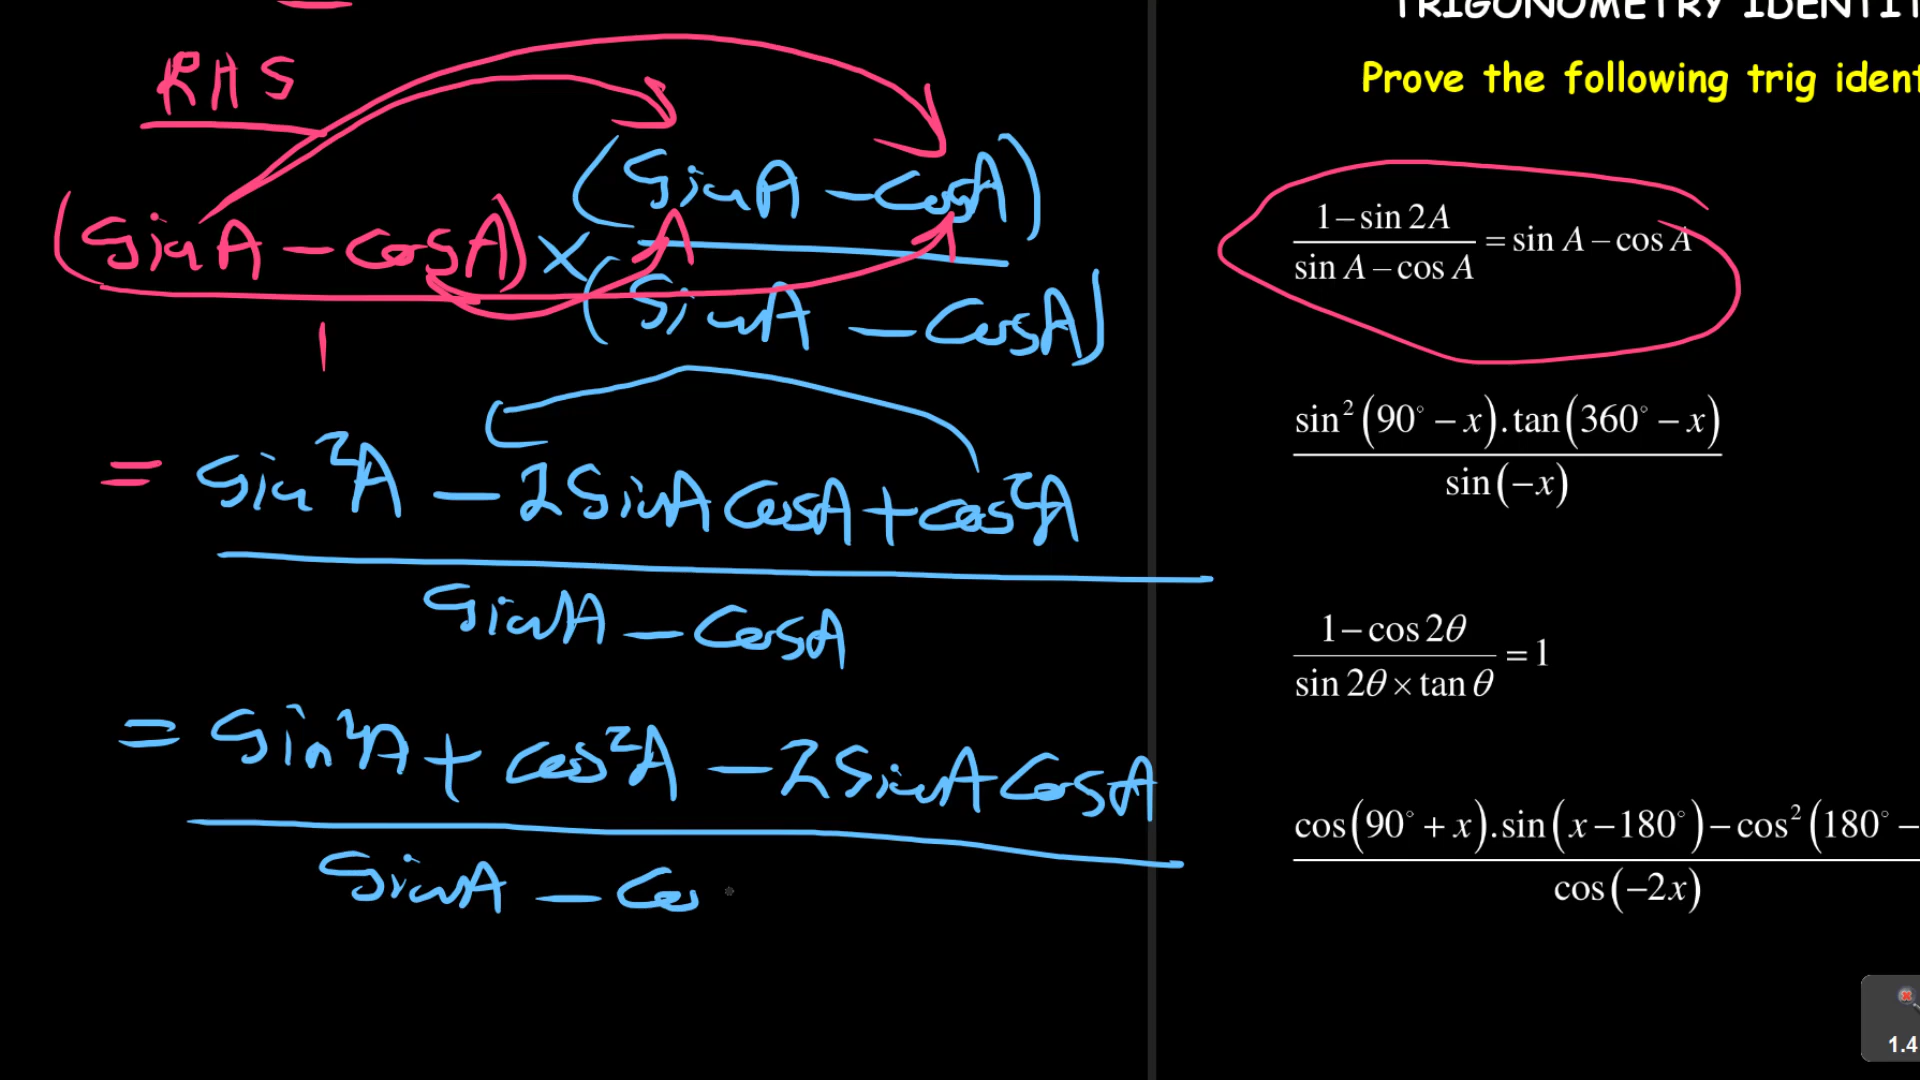 RHS
(SinA - CosA) × (SinA - CosA)
1 (SinA - CosA)
= Sin²A - 2SinACosA + cos²A
SinA - CosA
= Sin²A + Cos²A - 2SinACosA
SinA - Cos
TRIGONOMETRY IDENTI
Prove the following trig ident
1 − sin 2A
= sin A − cos A
sin A − cos A
sin²(90° − x).tan(360° − x)
sin(−x)
1 − cos 2θ
= 1
sin 2θ × tan θ
cos(90° + x).sin(x − 180°) − cos²(180° −
cos(−2x)
1.4